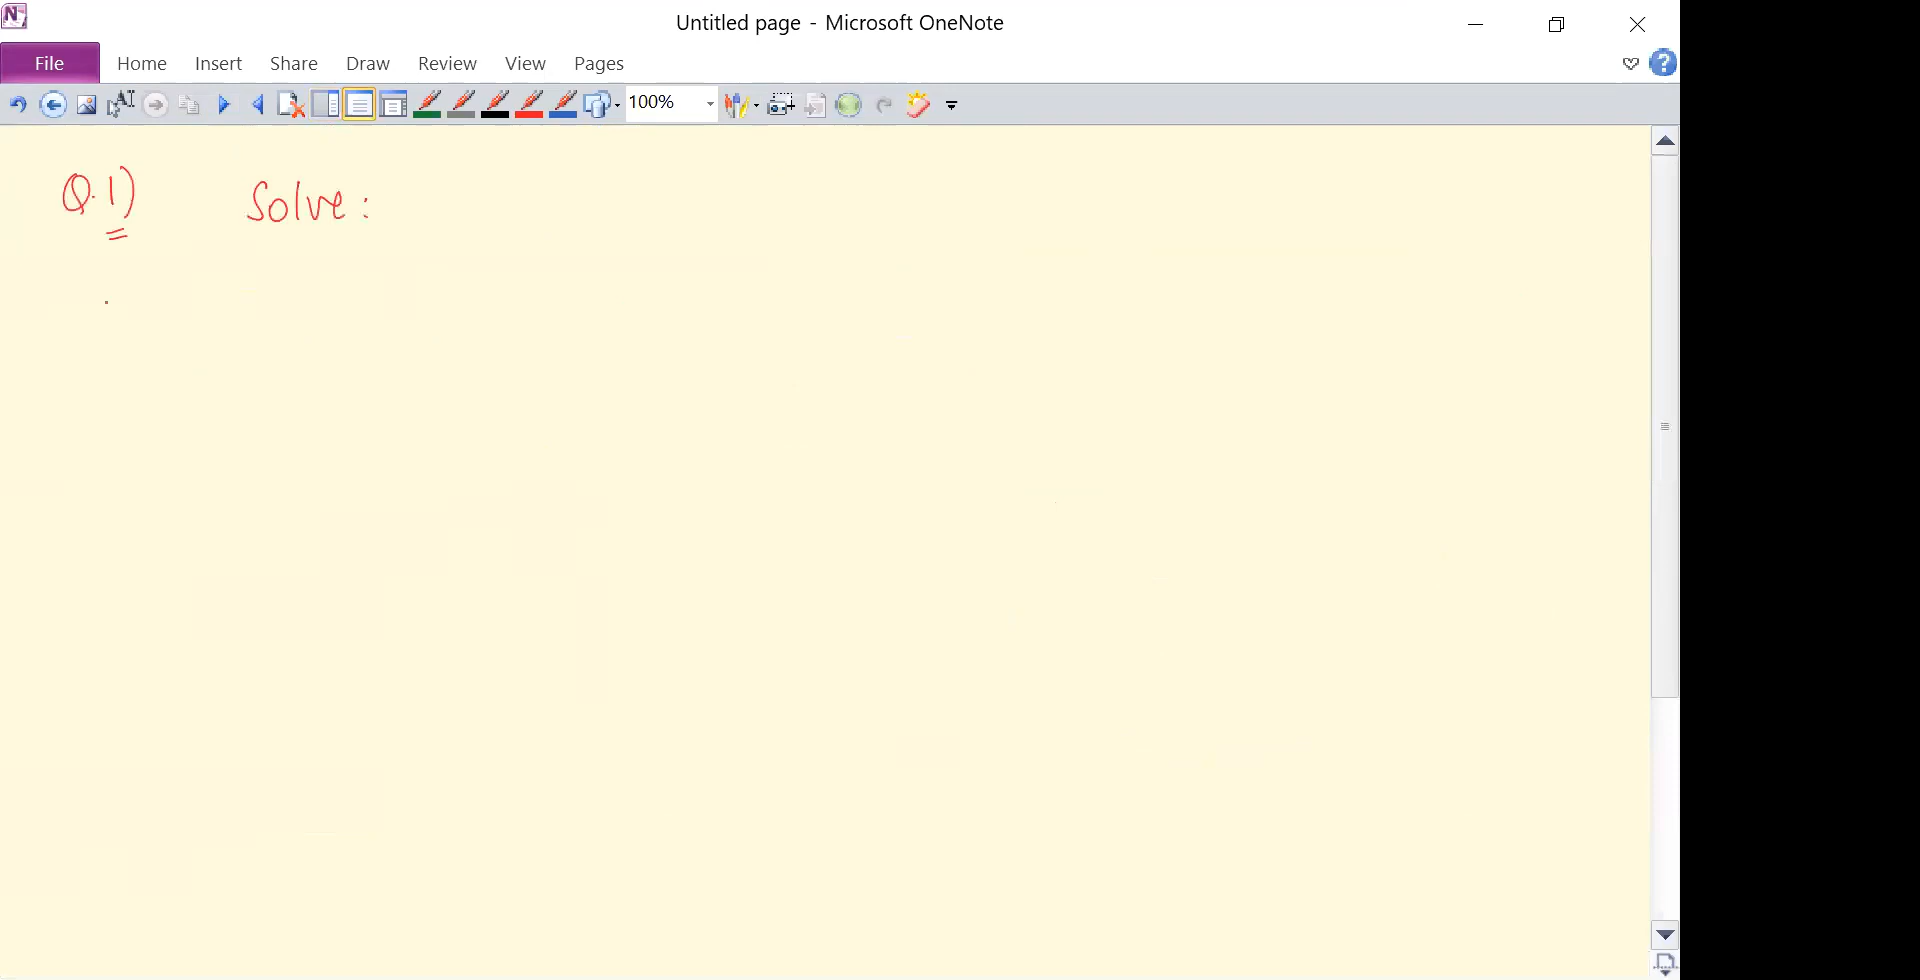 Untitled page - Microsoft OneNote
File Home Insert Share Draw Review View Pages
100%
Q.1) Solve: